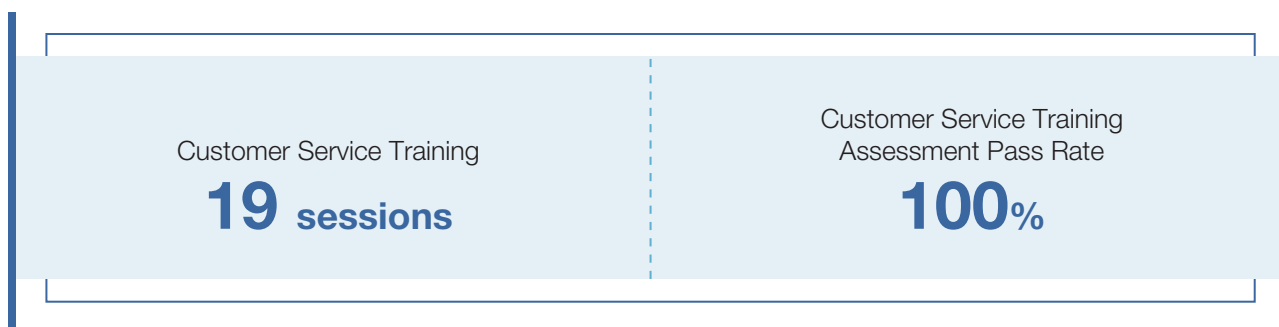 Customer Service Training
19 sessions
Customer Service Training
Assessment Pass Rate
100%